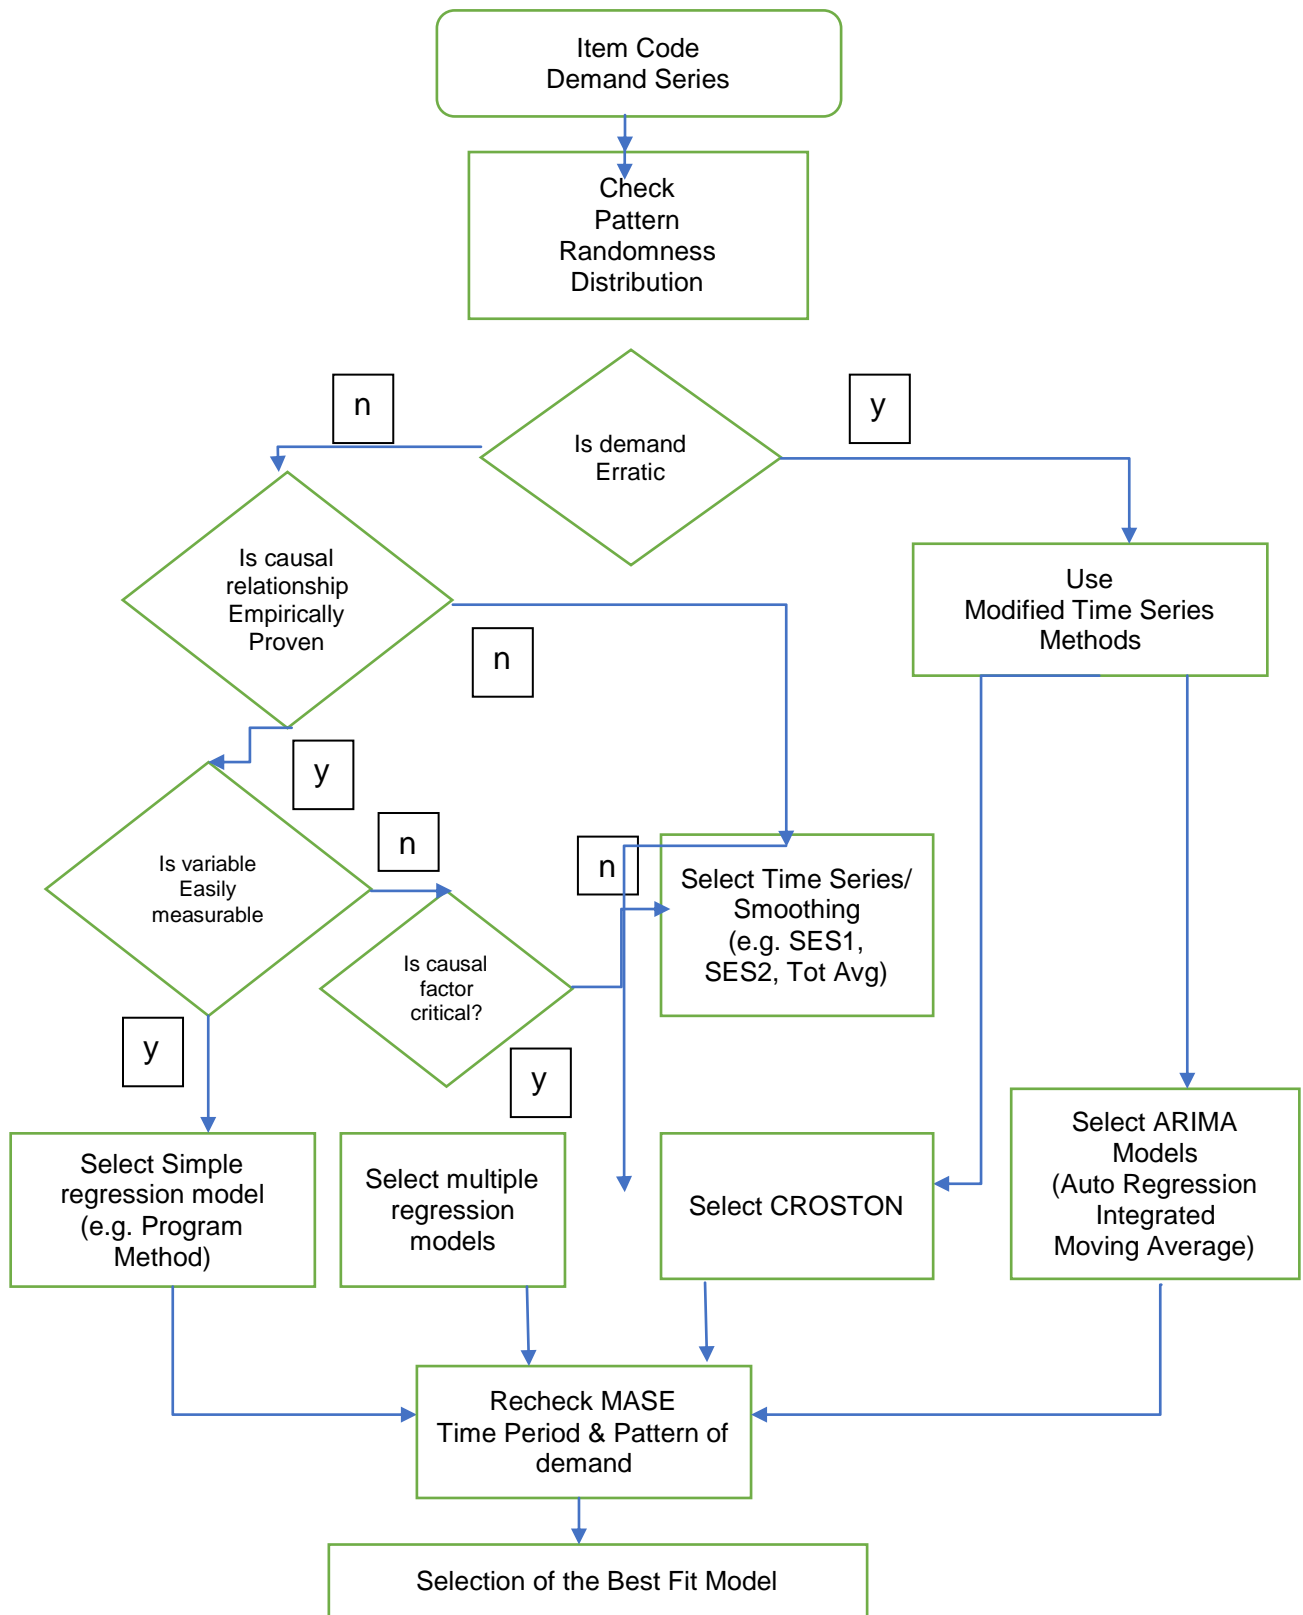 Item Code
Demand Series
Check
Pattern
Randomness
Distribution
n
y
Is demand
Erratic
Is causal
relationship
Empirically
Proven
Use
Modified Time Series
Methods
n
y
Is variable
Easily
measurable
n
n
Select Time Series/
Smoothing
(e.g. SES1,
SES2, Tot Avg)
Is causal
factor
critical?
y
y
Select Simple
regression model
(e.g. Program
Method)
Select multiple
regression
models
Select CROSTON
Select ARIMA
Models
(Auto Regression
Integrated
Moving Average)
Recheck MASE
Time Period & Pattern of
demand
Selection of the Best Fit Model